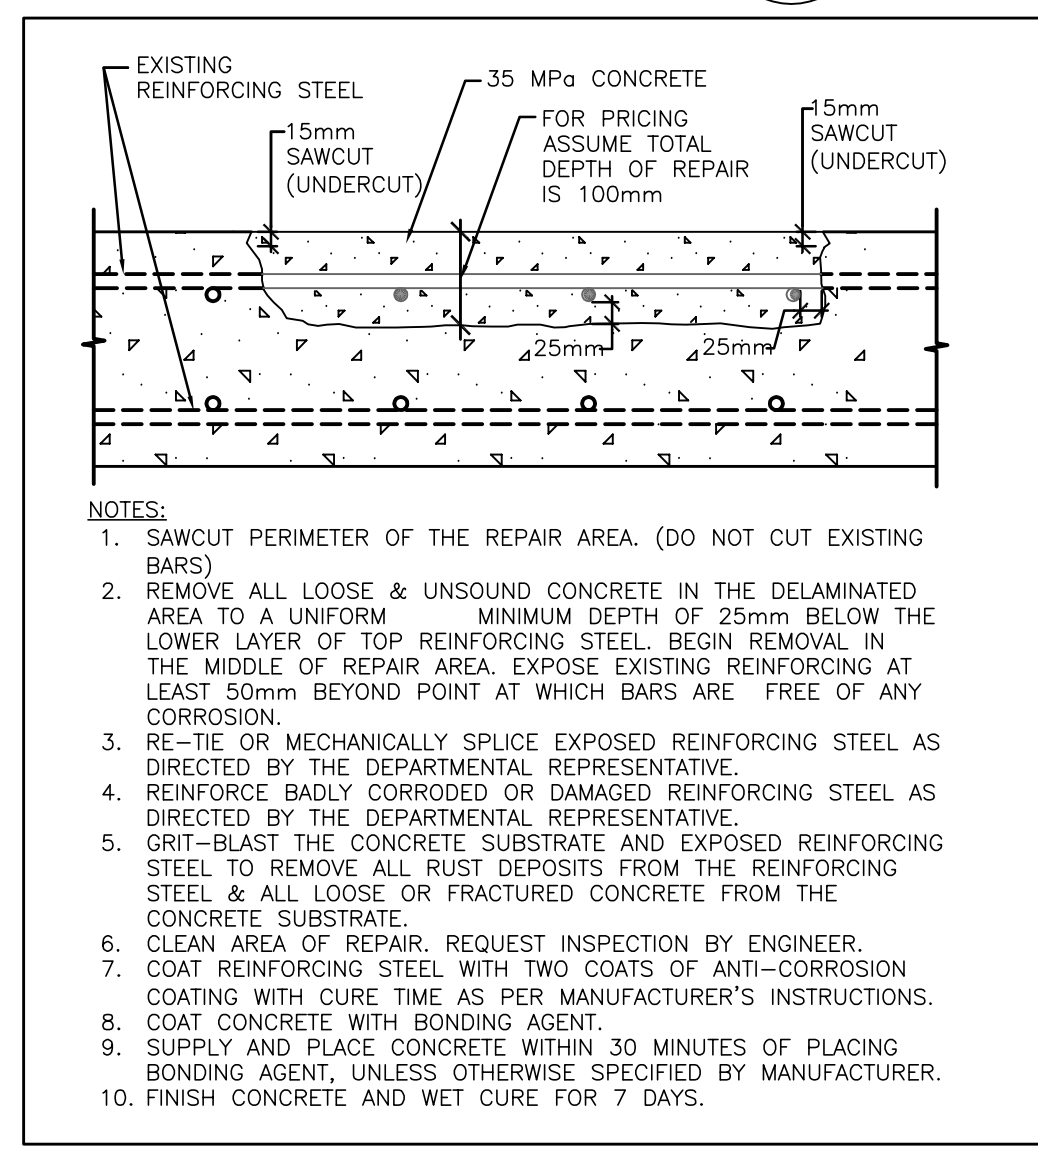 EXISTING
REINFORCING STEEL
35 MPa CONCRETE
15mm
SAWCUT
(UNDERCUT)
FOR PRICING
ASSUME TOTAL
DEPTH OF REPAIR
IS 100mm
15mm
SAWCUT
(UNDERCUT)
25mm
25mm
NOTES:
1. SAWCUT PERIMETER OF THE REPAIR AREA. (DO NOT CUT EXISTING
BARS)
2. REMOVE ALL LOOSE & UNSOUND CONCRETE IN THE DELAMINATED
AREA TO A UNIFORM MINIMUM DEPTH OF 25mm BELOW THE
LOWER LAYER OF TOP REINFORCING STEEL. BEGIN REMOVAL IN
THE MIDDLE OF REPAIR AREA. EXPOSE EXISTING REINFORCING AT
LEAST 50mm BEYOND POINT AT WHICH BARS ARE FREE OF ANY
CORROSION.
3. RE-TIE OR MECHANICALLY SPLICE EXPOSED REINFORCING STEEL AS
DIRECTED BY THE DEPARTMENTAL REPRESENTATIVE.
4. REINFORCE BADLY CORRODED OR DAMAGED REINFORCING STEEL AS
DIRECTED BY THE DEPARTMENTAL REPRESENTATIVE.
5. GRIT-BLAST THE CONCRETE SUBSTRATE AND EXPOSED REINFORCING
STEEL TO REMOVE ALL RUST DEPOSITS FROM THE REINFORCING
STEEL & ALL LOOSE OR FRACTURED CONCRETE FROM THE
CONCRETE SUBSTRATE.
6. CLEAN AREA OF REPAIR. REQUEST INSPECTION BY ENGINEER.
7. COAT REINFORCING STEEL WITH TWO COATS OF ANTI-CORROSION
COATING WITH CURE TIME AS PER MANUFACTURER'S INSTRUCTIONS.
8. COAT CONCRETE WITH BONDING AGENT.
9. SUPPLY AND PLACE CONCRETE WITHIN 30 MINUTES OF PLACING
BONDING AGENT, UNLESS OTHERWISE SPECIFIED BY MANUFACTURER.
10. FINISH CONCRETE AND WET CURE FOR 7 DAYS.